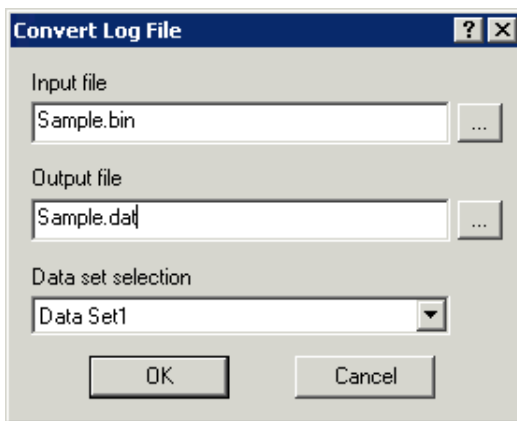 Convert Log File
Input file
Sample.bin
...
Output file
Sample.dat
...
Data set selection
Data Set1
OK Cancel